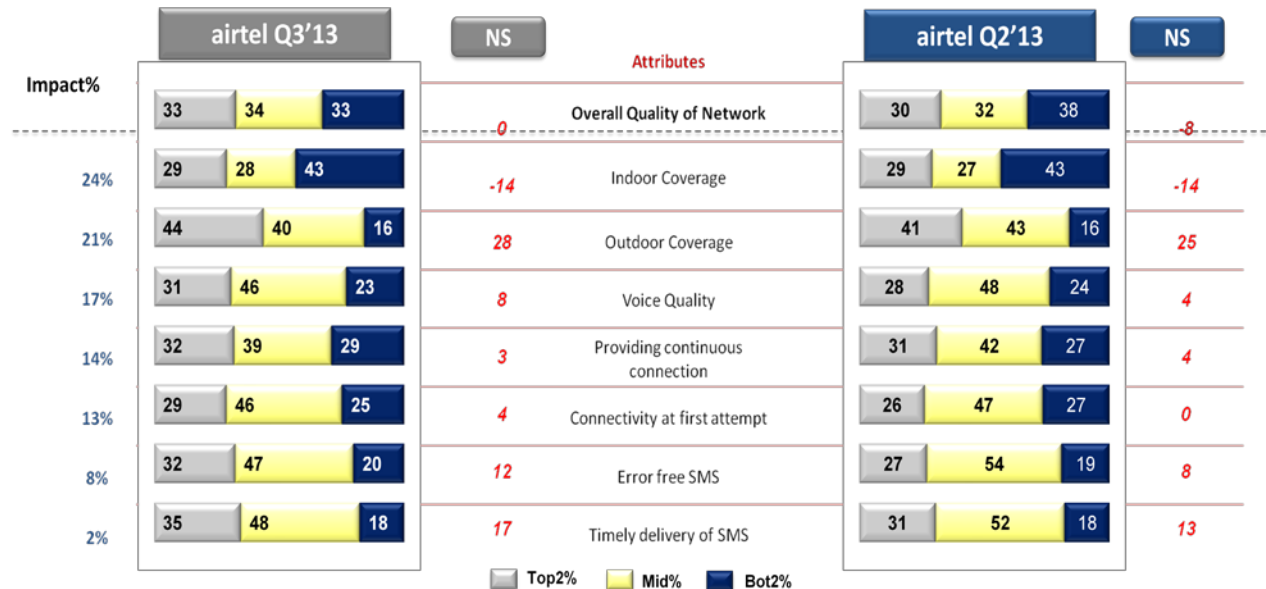 airtel Q3'13 NS airtel Q2'13 NS
Attributes
Impact%
33 34 33 0 Overall Quality of Network 30 32 38 -8
24% 29 28 43 -14 Indoor Coverage 29 27 43 -14
21% 44 40 16 28 Outdoor Coverage 41 43 16 25
17% 31 46 23 8 Voice Quality 28 48 24 4
14% 32 39 29 3 Providing continuous
connection 31 42 27 4
13% 29 46 25 4 Connectivity at first attempt 26 47 27 0
8% 32 47 20 12 Error free SMS 27 54 19 8
2% 35 48 18 17 Timely delivery of SMS 31 52 18 13
Top2% Mid% Bot2%